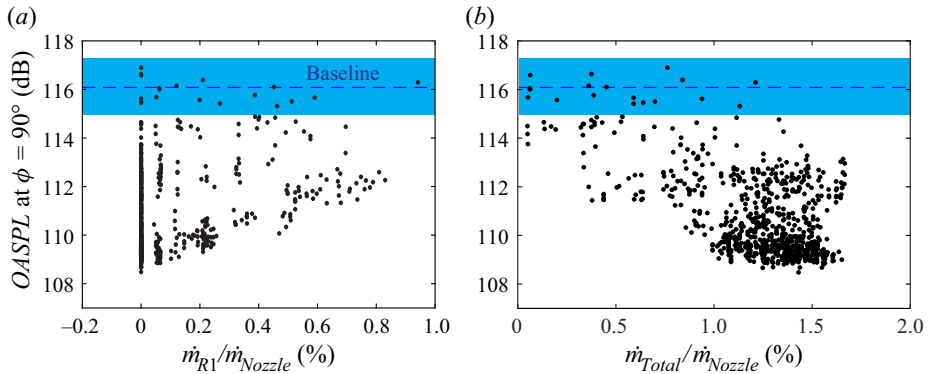 (a)
118
116
114
112
110
108
OASPL at ϕ = 90° (dB)
Baseline
−0.2 0 0.2 0.4 0.6 0.8 1.0
ṁR1/ṁNozzle (%)
(b)
118
116
114
112
110
108
0 0.5 1.0 1.5 2.0
ṁTotal/ṁNozzle (%)